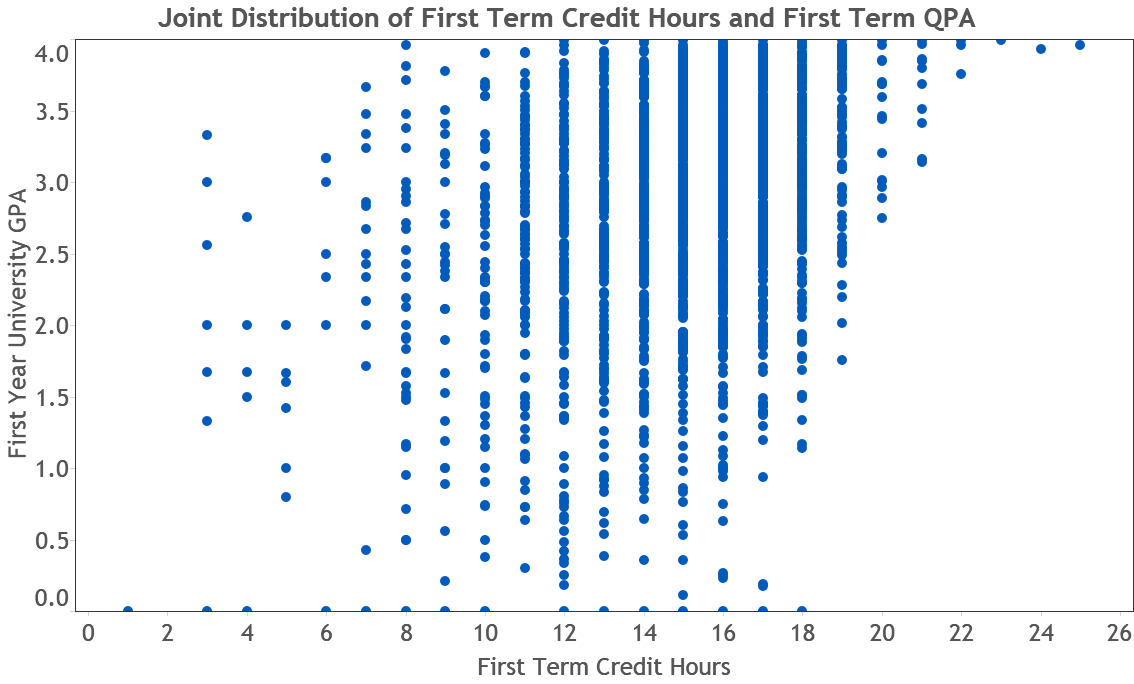 Joint Distribution of First Term Credit Hours and First Term QPA
First Year University GPA
4.0
3.5
3.0
2.5
2.0
1.5
1.0
0.5
0.0
0 2 4 6 8 10 12 14 16 18 20 22 24 26
First Term Credit Hours